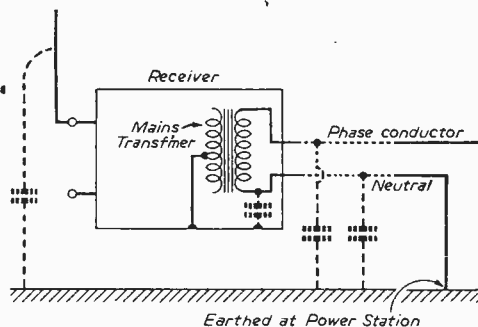 Receiver
Mains
Transf'mer
Phase conductor
Neutral
Earthed at Power Station